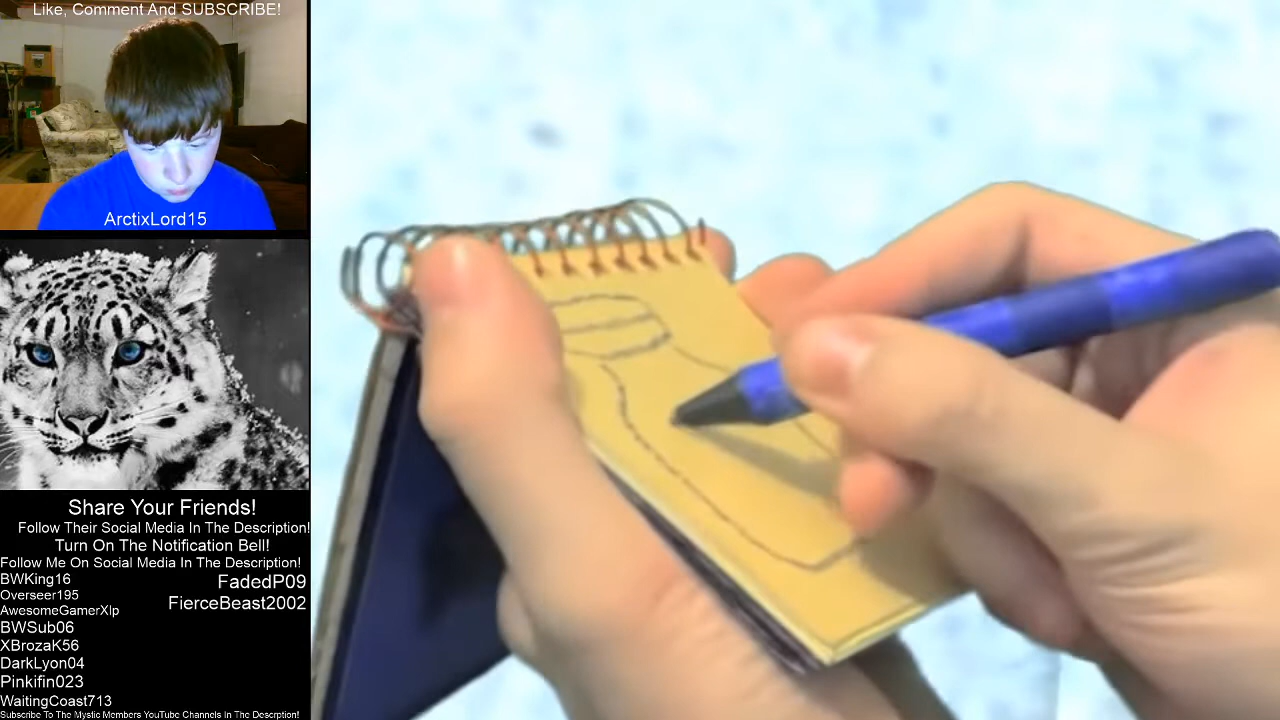 Like, Comment And SUBSCRIBE!
ArctixLord15
Share Your Friends!
Follow Their Social Media In The Description!
Turn On The Notification Bell!
Follow Me On Social Media In The Description!
BWKing16
FadedP09
Overseer195
FierceBeast2002
AwesomeGamerXlp
BWSub06
XBrozaK56
DarkLyon04
Pinkifin023
WaitingCoast713
Subscribe To The Mystic Members YouTube Channels In The Descrption!